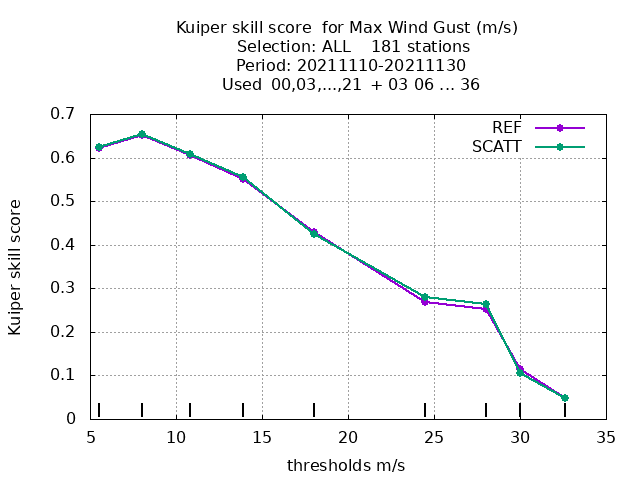 Kuiper skill score  for Max Wind Gust (m/s)
Selection: ALL    181 stations
Period: 20211110-20211130
Used  00,03,...,21  + 03 06 ... 36
Kuiper skill score
0.7
0.6
0.5
0.4
0.3
0.2
0.1
0
REF
SCATT
5 10 15 20 25 30 35
thresholds m/s